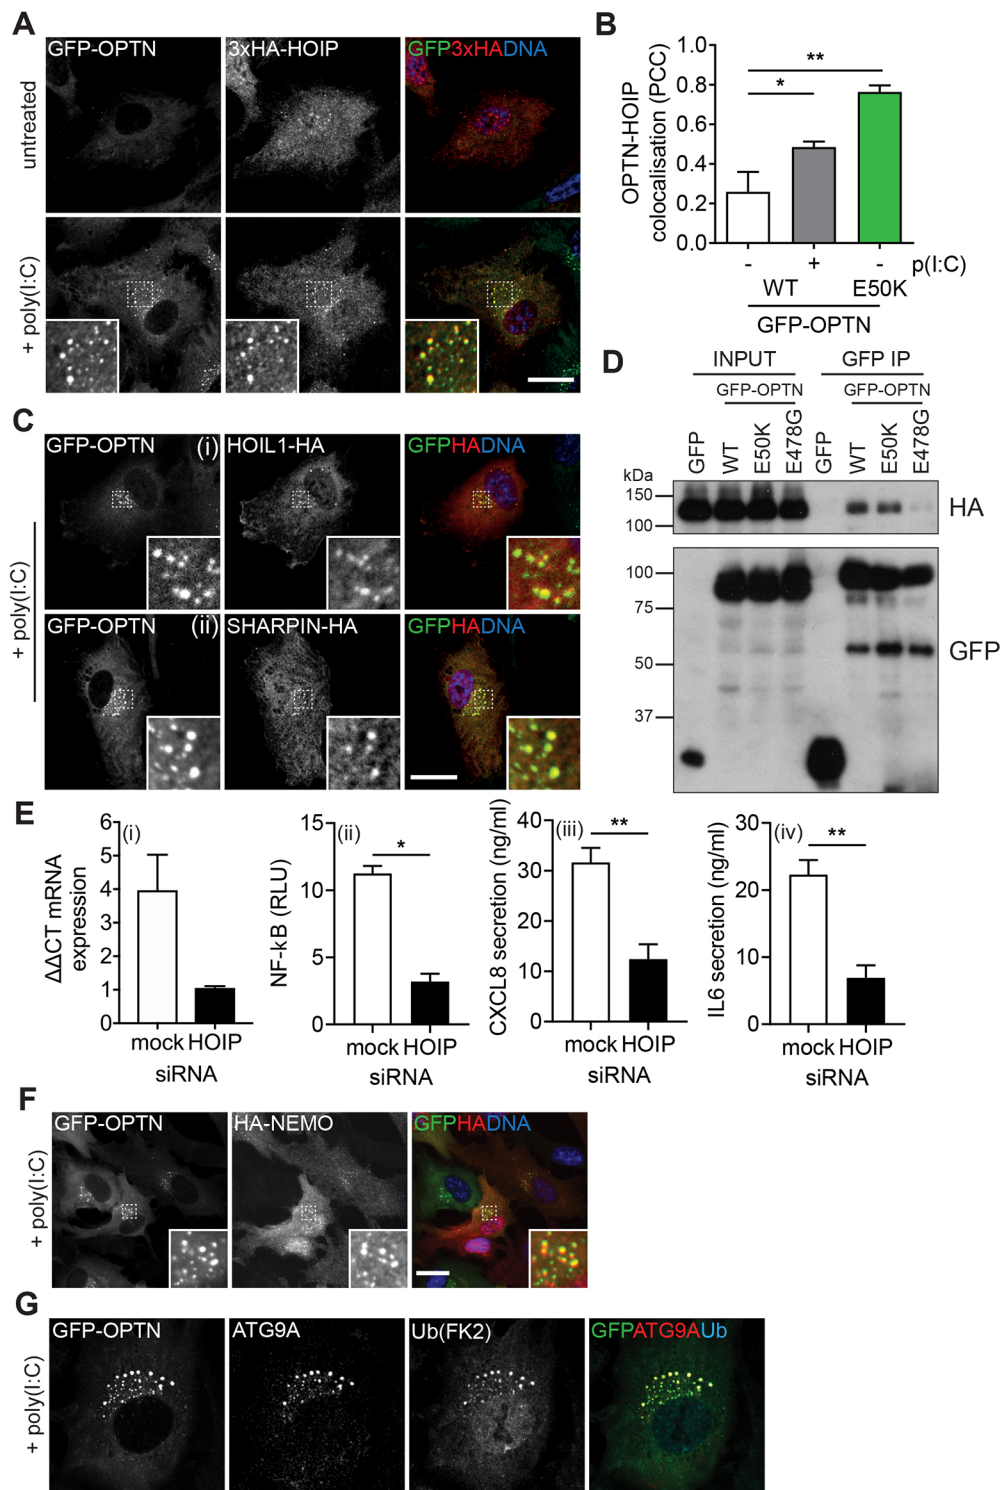 A
GFP-OPTN
3xHA-HOIP
GFP3xHADNA
untreated
+ poly(I:C)
B
OPTN-HOIP
colocalisation (PCC)
1.0
0.8
0.6
0.4
0.2
0.0
*
**
- + - p(I:C)
WT E50K
GFP-OPTN
C
+ poly(I:C)
GFP-OPTN (i) HOIL1-HA GFPHADNA
GFP-OPTN (ii) SHARPIN-HA GFPHADNA
D
INPUT GFP IP
GFP-OPTN GFP-OPTN
GFP WT E50K E478G GFP WT E50K E478G
kDa
150
100
HA
100
75
50
37
GFP
E
(i)
ΔΔCT mRNA
expression
6
5
4
3
2
1
0
mock HOIP
siRNA
(ii)
NF-kB (RLU)
15
10
5
0
*
mock HOIP
siRNA
(iii)
CXCL8 secretion (ng/ml)
40
30
20
10
0
**
mock HOIP
siRNA
(iv)
IL6 secretion (ng/ml)
30
20
10
0
**
mock HOIP
siRNA
F
+ poly(I:C)
GFP-OPTN HA-NEMO GFPHADNA
G
+ poly(I:C)
GFP-OPTN ATG9A Ub(FK2) GFPATG9AUb